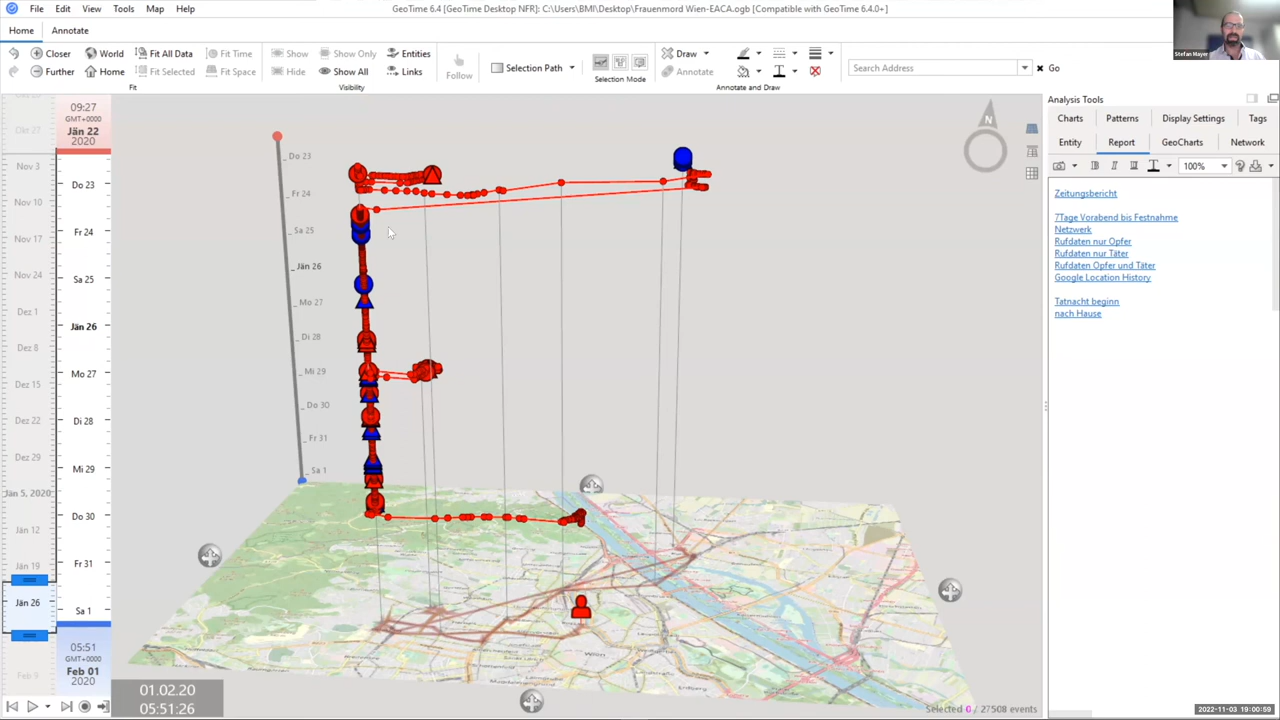 GeoTime 6.4 [GeoTime Desktop NFR]: C:\Users\BMI\Desktop\Frauenmord Wien-EACA.ogb [Compatible with GeoTime 6.4.0+]
File Edit View Tools Map Help
Home Annotate
Closer World Fit All Data Fit Time Show Show Only Entities
Further Home Fit Selected Fit Space Hide Show All Links
Follow
Selection Path
Draw
Annotate
Search Address
Go
Fit Visibility Selection Mode Annotate and Draw
Stefan Mayer
Analysis Tools
Charts Patterns Display Settings Tags
Entity Report GeoCharts Network
B I U T 100%
Zeitungsbericht
7Tage Vorabend bis Festnahme
Netzwerk
Rufdaten nur Opfer
Rufdaten nur Täter
Rufdaten Opfer und Täter
Google Location History
Tatnacht beginn
nach Hause
Okt 27
Nov 3
Nov 10
Nov 17
Nov 24
Dez 1
Dez 8
Dez 15
Dez 22
Dez 29
Jän 5, 2020
Jän 12
Jän 19
Jän 26
Feb 9
09:27
GMT+0000
Jän 22
2020
Do 23
Fr 24
Sa 25
Jän 26
Mo 27
Di 28
Mi 29
Do 30
Fr 31
Sa 1
05:51
GMT+0000
Feb 01
2020
Do 23
Fr 24
Sa 25
Jän 26
Mo 27
Di 28
Mi 29
Do 30
Fr 31
Sa 1
N
Wien
01.02.20
05:51:26
Selected 0 / 27508 events
2022-11-03 19:00:59